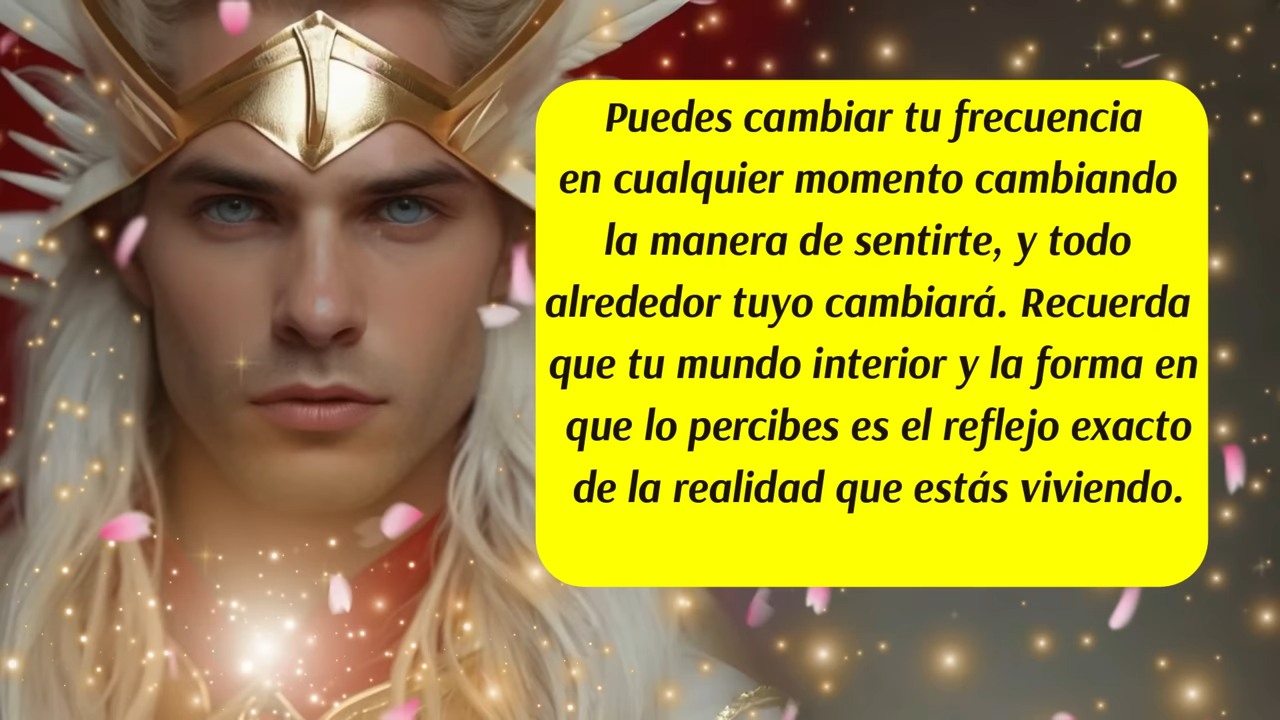 Puedes cambiar tu frecuencia
en cualquier momento cambiando
la manera de sentirte, y todo
alrededor tuyo cambiará. Recuerda
que tu mundo interior y la forma en
que lo percibes es el reflejo exacto
de la realidad que estás viviendo.